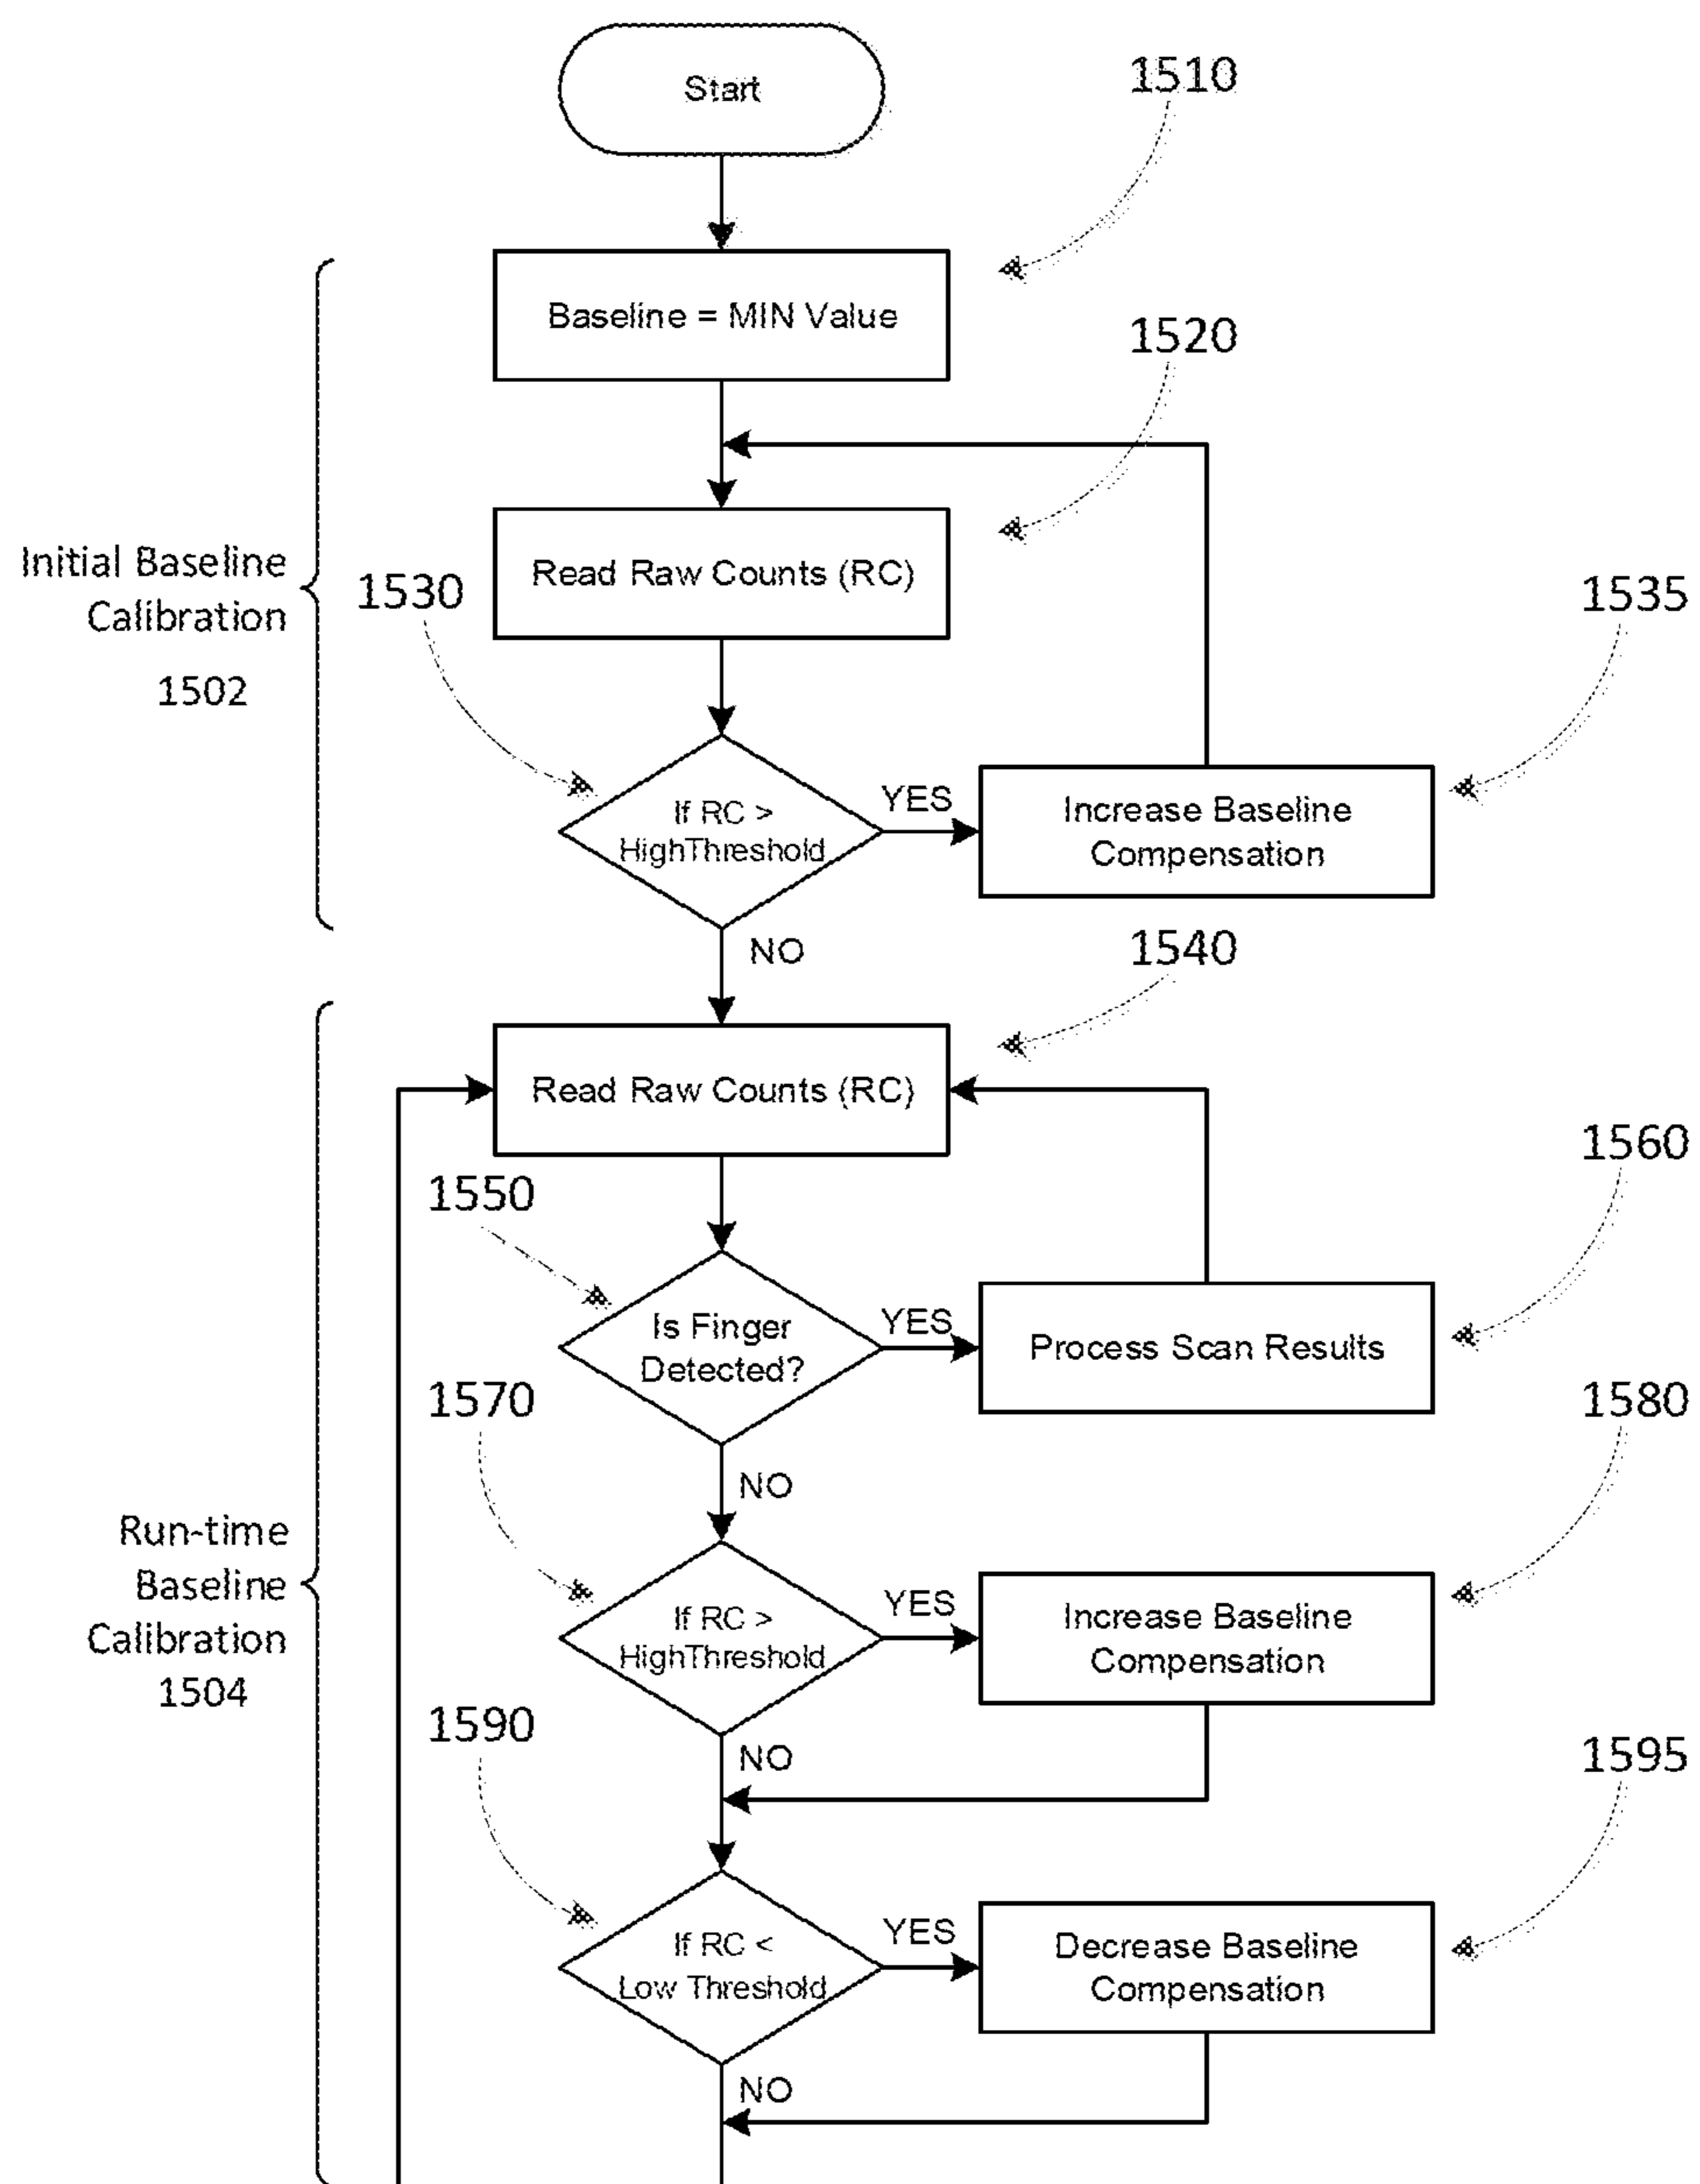 Start
1510
Baseline = MIN Value
1520
Initial Baseline
Calibration
1502
Read Raw Counts (RC)
1530
1535
If RC >
HighThreshold
YES
Increase Baseline
Compensation
NO
1540
Read Raw Counts (RC)
1550
1560
Is Finger
Detected?
YES
Process Scan Results
1570
1580
NO
Run-time
Baseline
Calibration
1504
If RC >
HighThreshold
YES
Increase Baseline
Compensation
1590
NO
1595
If RC <
Low Threshold
YES
Decrease Baseline
Compensation
NO